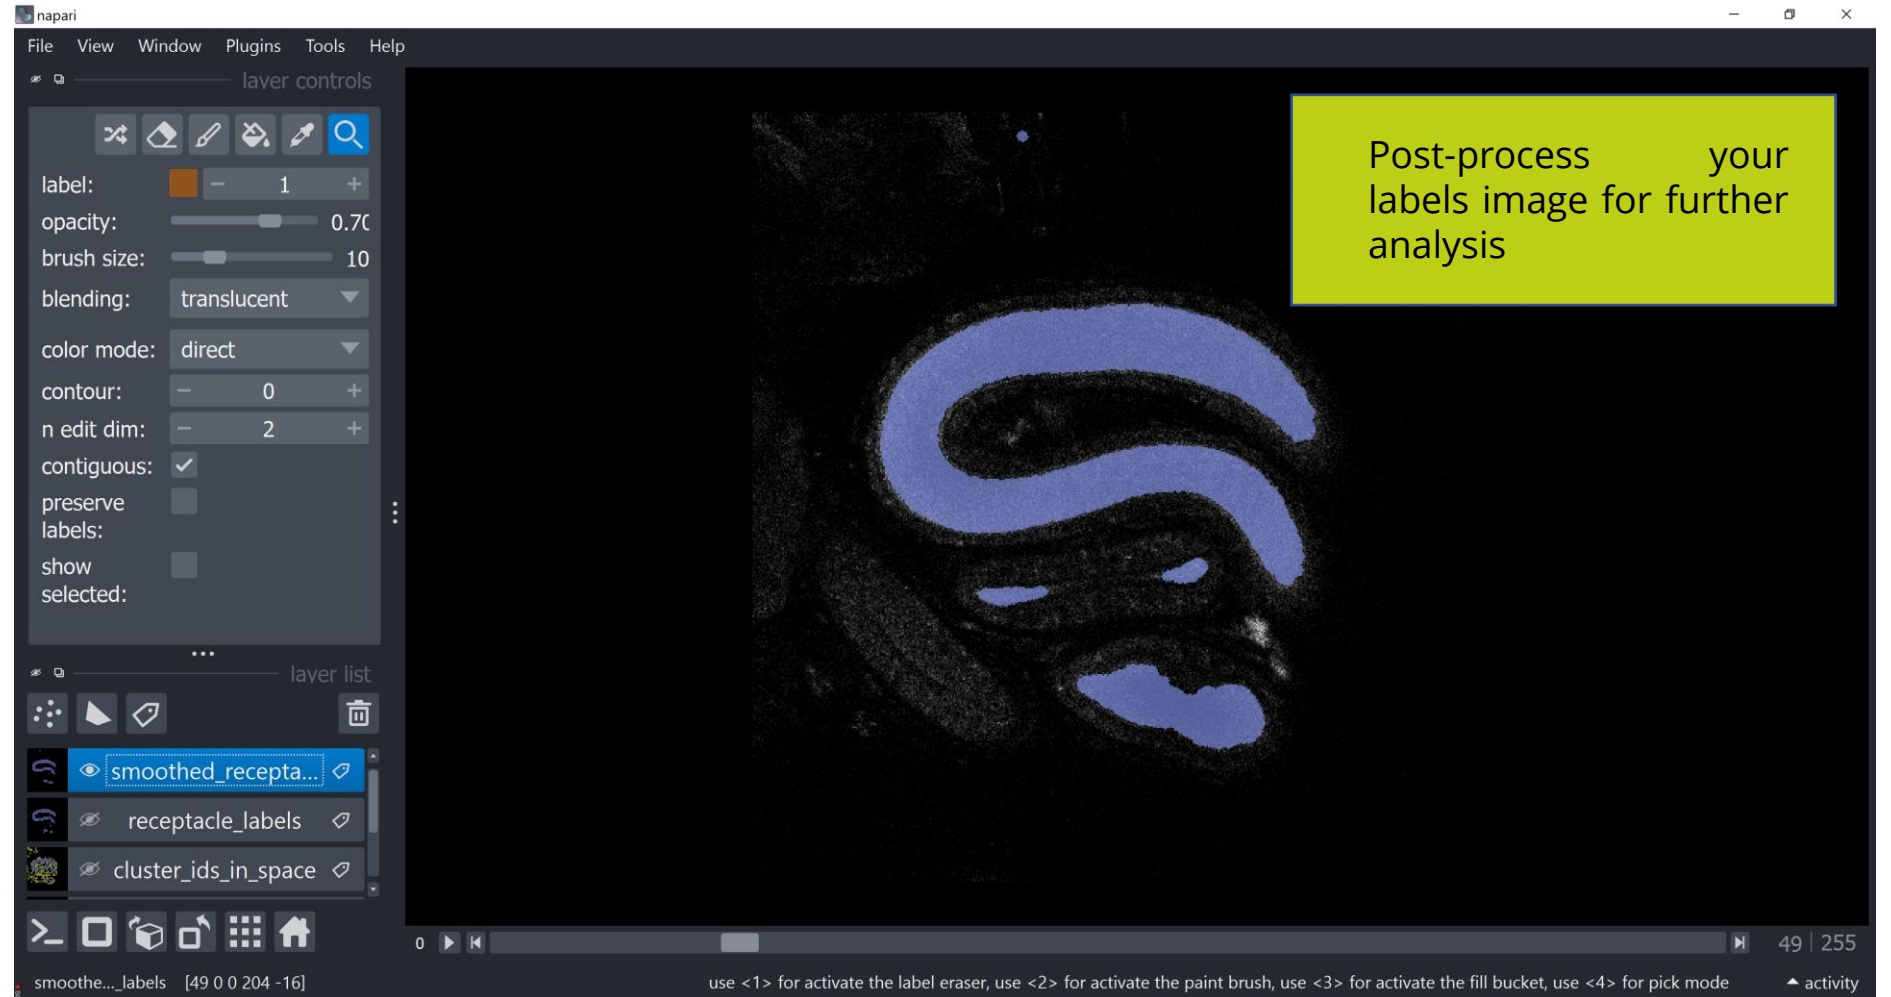 napari
File View Window Plugins Tools Help
layer controls
label: 1
opacity: 0.70
brush size: 10
blending: translucent
color mode: direct
contour: 0
n edit dim: 2
contiguous:
preserve
labels:
show
selected:
layer list
smoothed_recepta...
receptacle_labels
cluster_ids_in_space
Post-process your
labels image for further
analysis
0 49 255
smoothe..._labels [49 0 0 204 -16] use <1> for activate the label eraser, use <2> for activate the paint brush, use <3> for activate the fill bucket, use <4> for pick mode activity